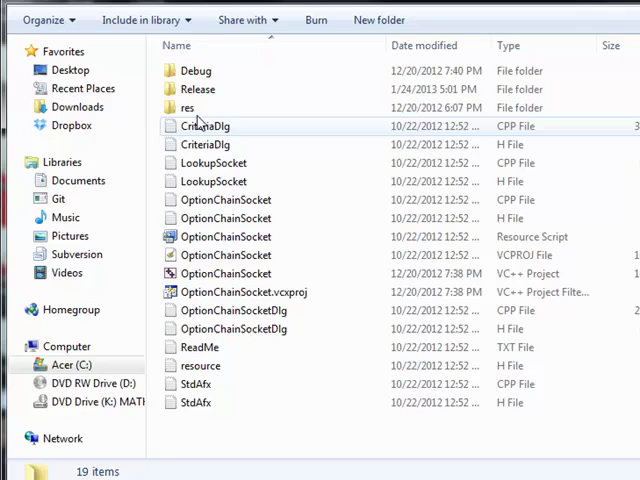 Organize Include in library Share with Burn New folder
Favorites
Desktop
Recent Places
Downloads
Dropbox
Libraries
Documents
Git
Music
Pictures
Subversion
Videos
Homegroup
Computer
Acer (C:)
DVD RW Drive (D:)
DVD Drive (K:) MATH
Network
Name Date modified Type Size
Debug 12/20/2012 7:40 PM File folder
Release 1/24/2013 5:01 PM File folder
res 12/20/2012 6:07 PM File folder
CriteriaDlg 10/22/2012 12:52 ... CPP File 3
CriteriaDlg 10/22/2012 12:52 ... H File
LookupSocket 10/22/2012 12:52 ... CPP File
LookupSocket 10/22/2012 12:52 ... H File
OptionChainSocket 10/22/2012 12:52 ... CPP File
OptionChainSocket 10/22/2012 12:52 ... H File
OptionChainSocket 10/22/2012 12:52 ... Resource Script
OptionChainSocket 10/22/2012 12:52 ... VCPROJ File 1
OptionChainSocket 12/20/2012 7:38 PM VC++ Project 1
OptionChainSocket.vcxproj 12/20/2012 7:38 PM VC++ Project Filte...
OptionChainSocketDlg 10/22/2012 12:52 ... CPP File 2
OptionChainSocketDlg 10/22/2012 12:52 ... H File
ReadMe 10/22/2012 12:52 ... TXT File
resource 10/22/2012 12:52 ... H File
StdAfx 10/22/2012 12:52 ... CPP File
StdAfx 10/22/2012 12:52 ... H File
19 items